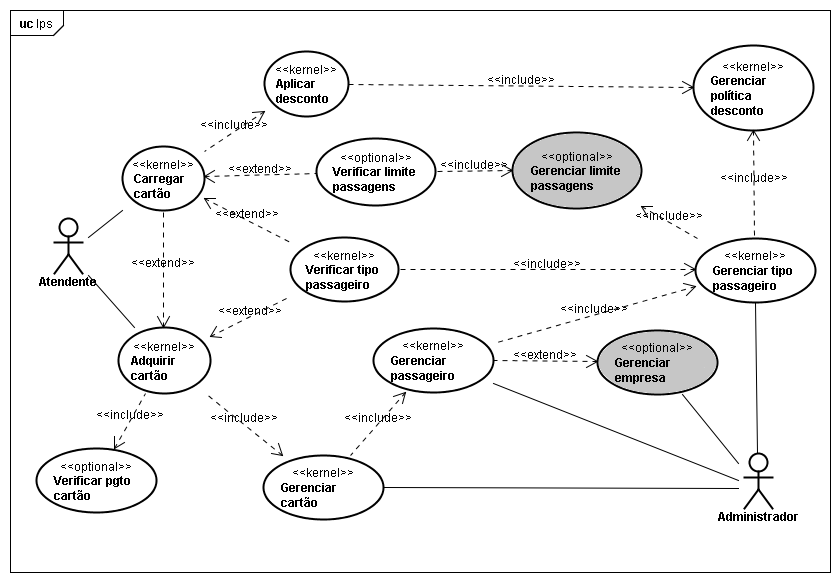 uc lps
<<kernel>>
Aplicar
desconto
<<include>>
<<kernel>>
Gerenciar
política
desconto
<<include>>
<<kernel>>
Carregar
cartão
<<extend>>
<<optional>>
Verificar limite
passagens
<<include>>
<<optional>>
Gerenciar limite
passagens
<<include>>
<<include>>
<<extend>>
Atendente
<<extend>>
<<kernel>>
Verificar tipo
passageiro
<<include>>
<<kernel>>
Gerenciar tipo
passageiro
<<extend>>
<<include>>
<<kernel>>
Adquirir
cartão
<<kernel>>
Gerenciar
passageiro
<<extend>>
<<optional>>
Gerenciar
empresa
<<include>>
<<include>>
<<include>>
<<optional>>
Verificar pgto
cartão
<<kernel>>
Gerenciar
cartão
Administrador